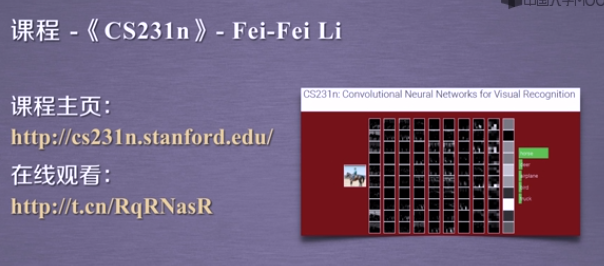 中国大学MOOC
课程 -《CS231n》- Fei-Fei Li
课程主页：
http://cs231n.stanford.edu/
在线观看：
http://t.cn/RqRNasR
CS231n: Convolutional Neural Networks for Visual Recognition
horse
deer
airplane
bird
truck